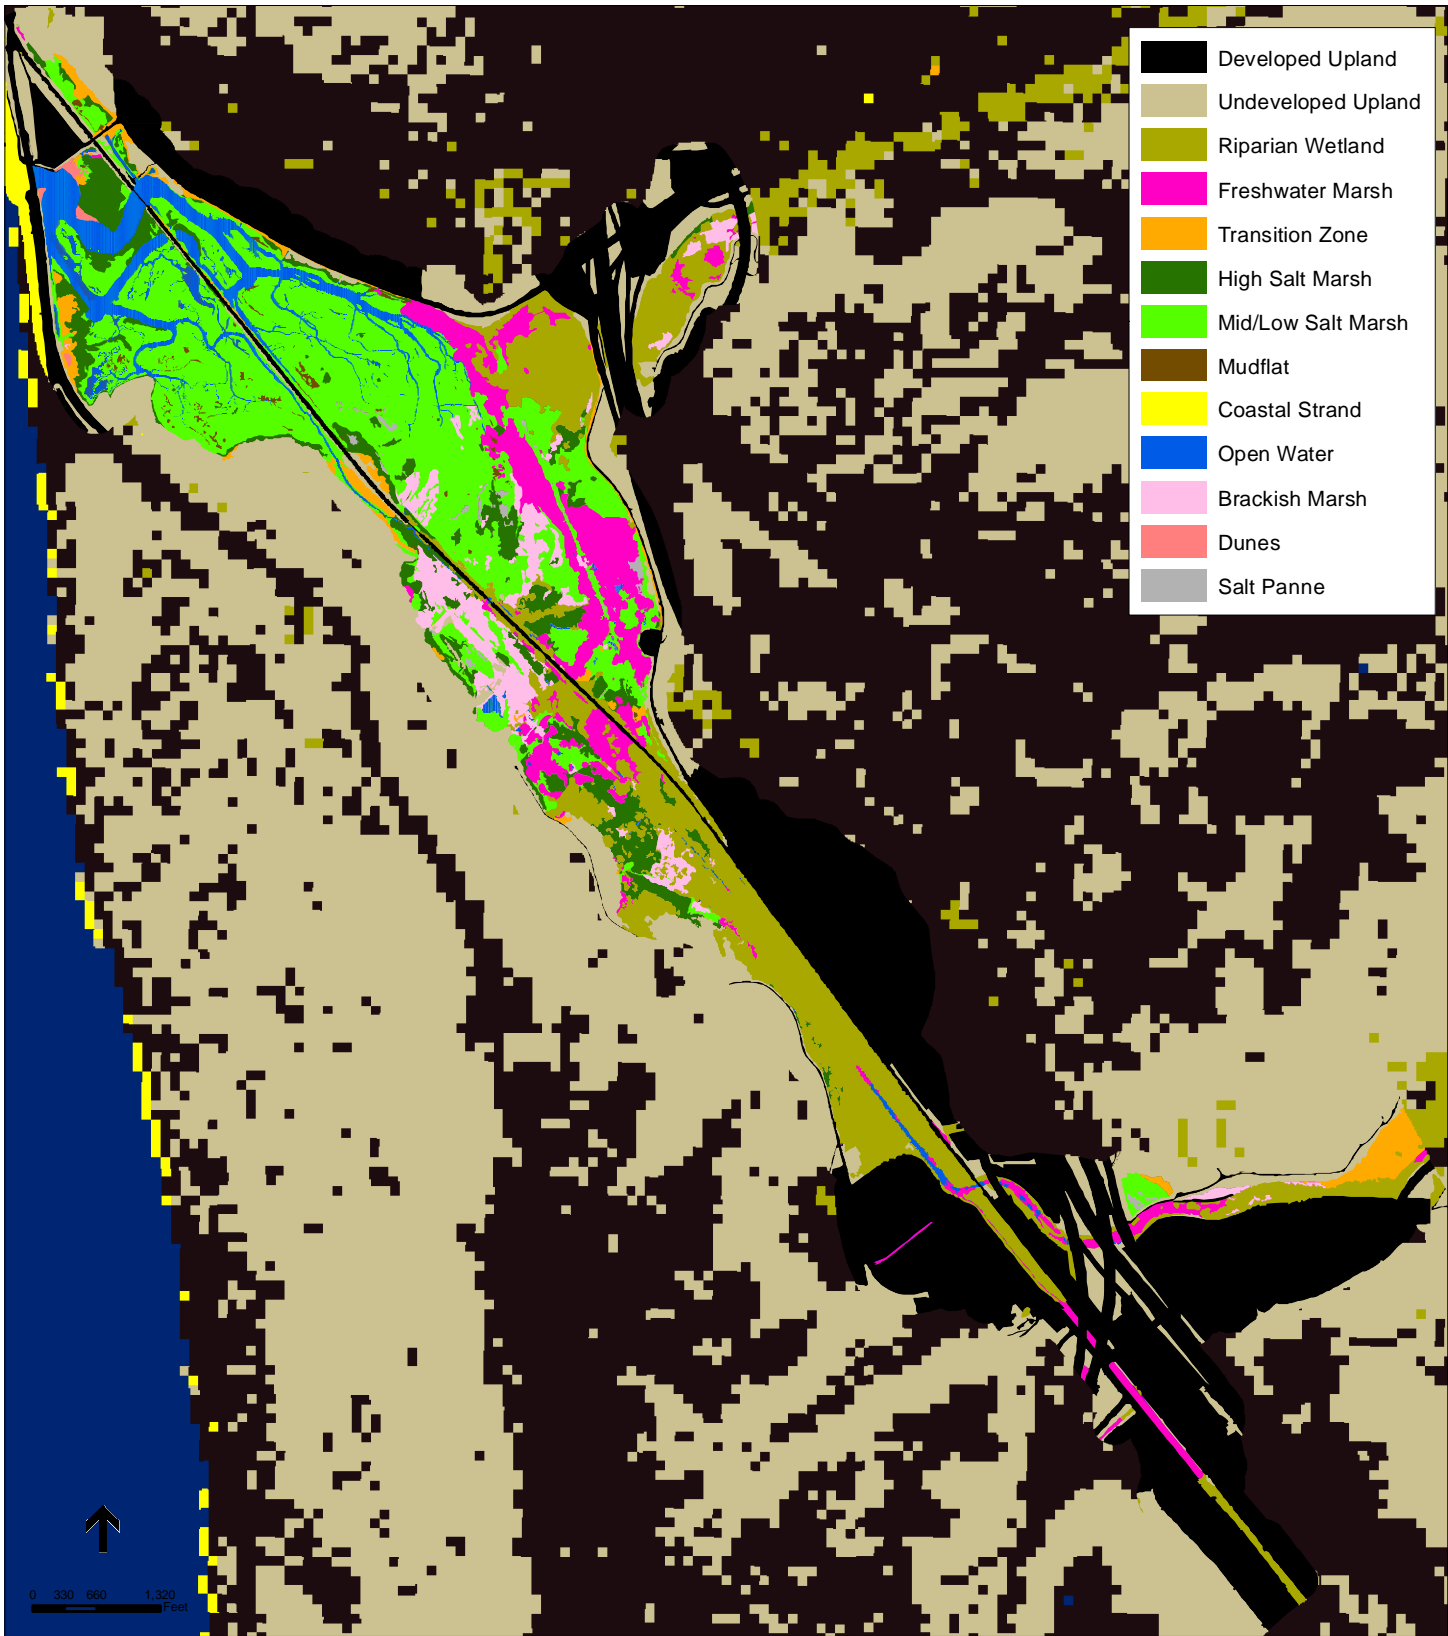 Developed Upland
Undeveloped Upland
Riparian Wetland
Freshwater Marsh
Transition Zone
High Salt Marsh
Mid/Low Salt Marsh
Mudflat
Coastal Strand
Open Water
Brackish Marsh
Dunes
Salt Panne
0 330 660 1,320
Feet